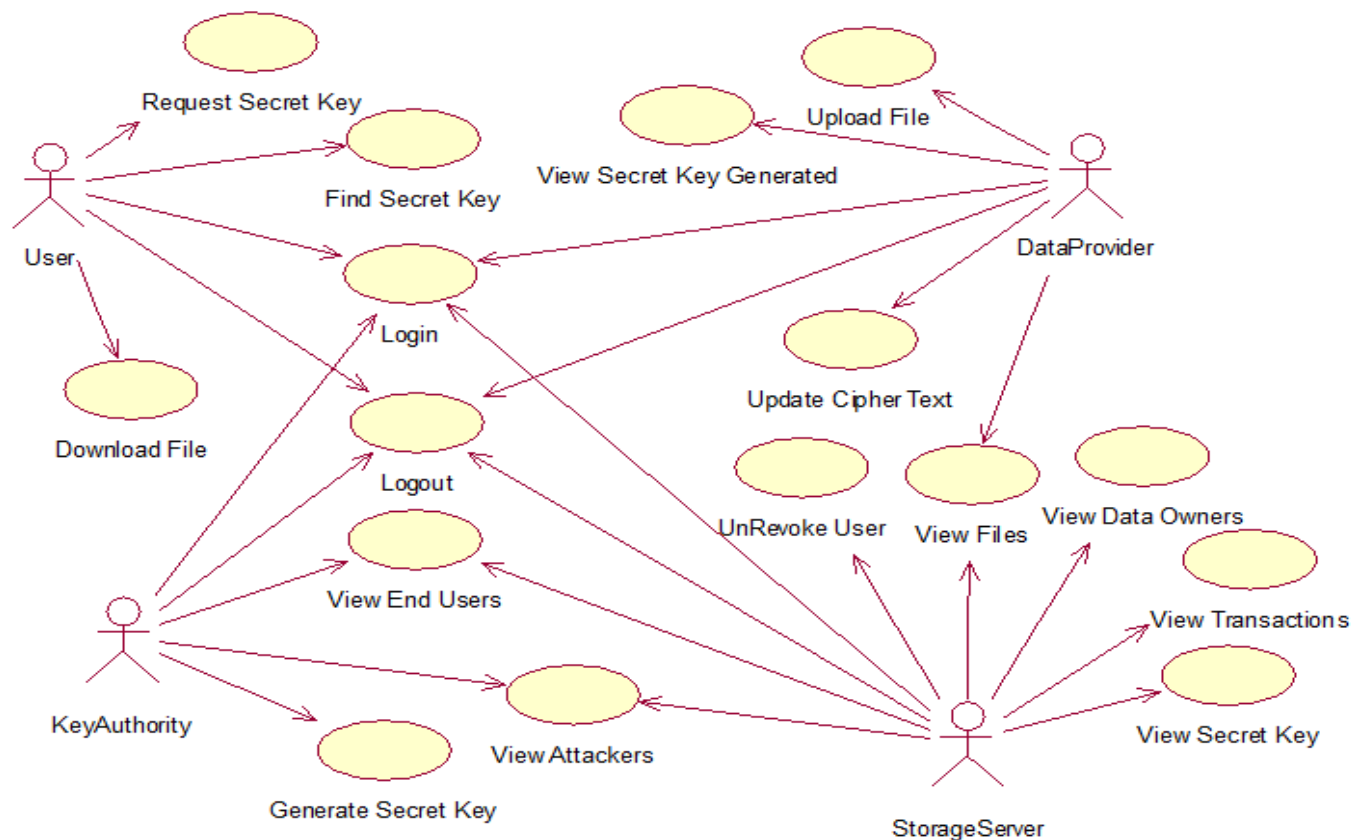 Request Secret Key
Upload File
View Secret Key Generated
Find Secret Key
User
DataProvider
Login
Update Cipher Text
Download File
Logout
UnRevoke User
View Files
View Data Owners
View End Users
View Transactions
KeyAuthority
View Attackers
View Secret Key
Generate Secret Key
StorageServer